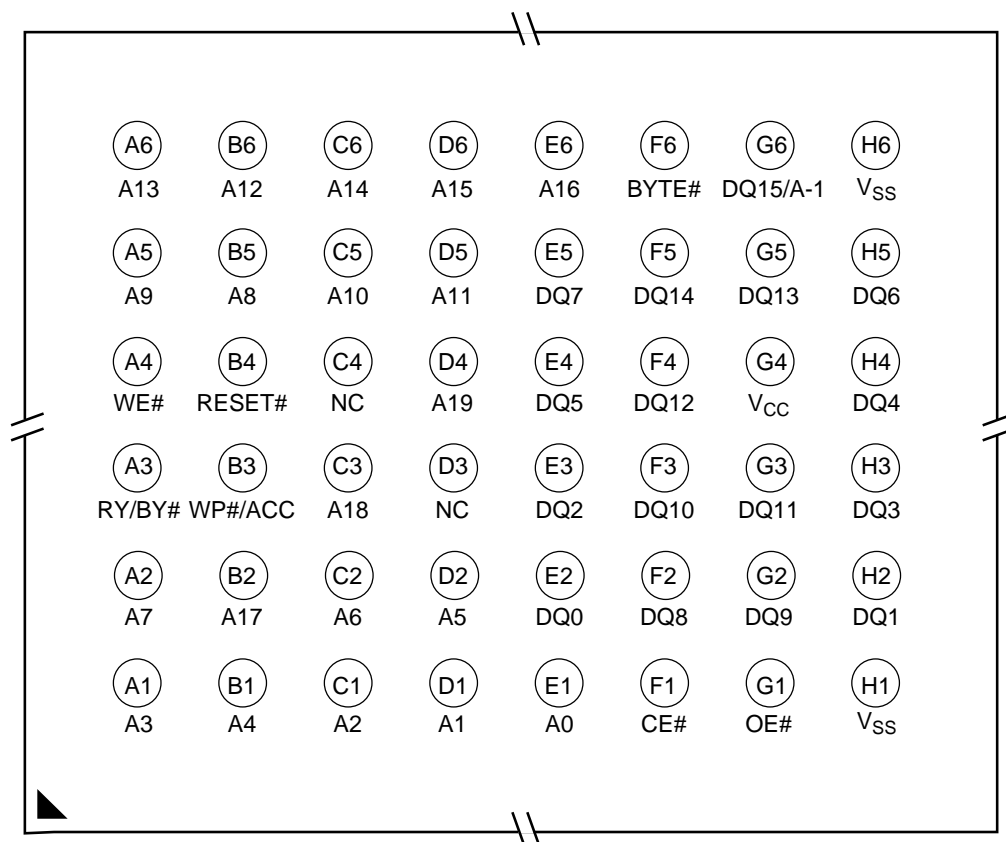 A6 B6 C6 D6 E6 F6 G6 H6
A13 A12 A14 A15 A16 BYTE# DQ15/A-1 VSS
A5 B5 C5 D5 E5 F5 G5 H5
A9 A8 A10 A11 DQ7 DQ14 DQ13 DQ6
A4 B4 C4 D4 E4 F4 G4 H4
WE# RESET# NC A19 DQ5 DQ12 VCC DQ4
A3 B3 C3 D3 E3 F3 G3 H3
RY/BY# WP#/ACC A18 NC DQ2 DQ10 DQ11 DQ3
A2 B2 C2 D2 E2 F2 G2 H2
A7 A17 A6 A5 DQ0 DQ8 DQ9 DQ1
A1 B1 C1 D1 E1 F1 G1 H1
A3 A4 A2 A1 A0 CE# OE# VSS